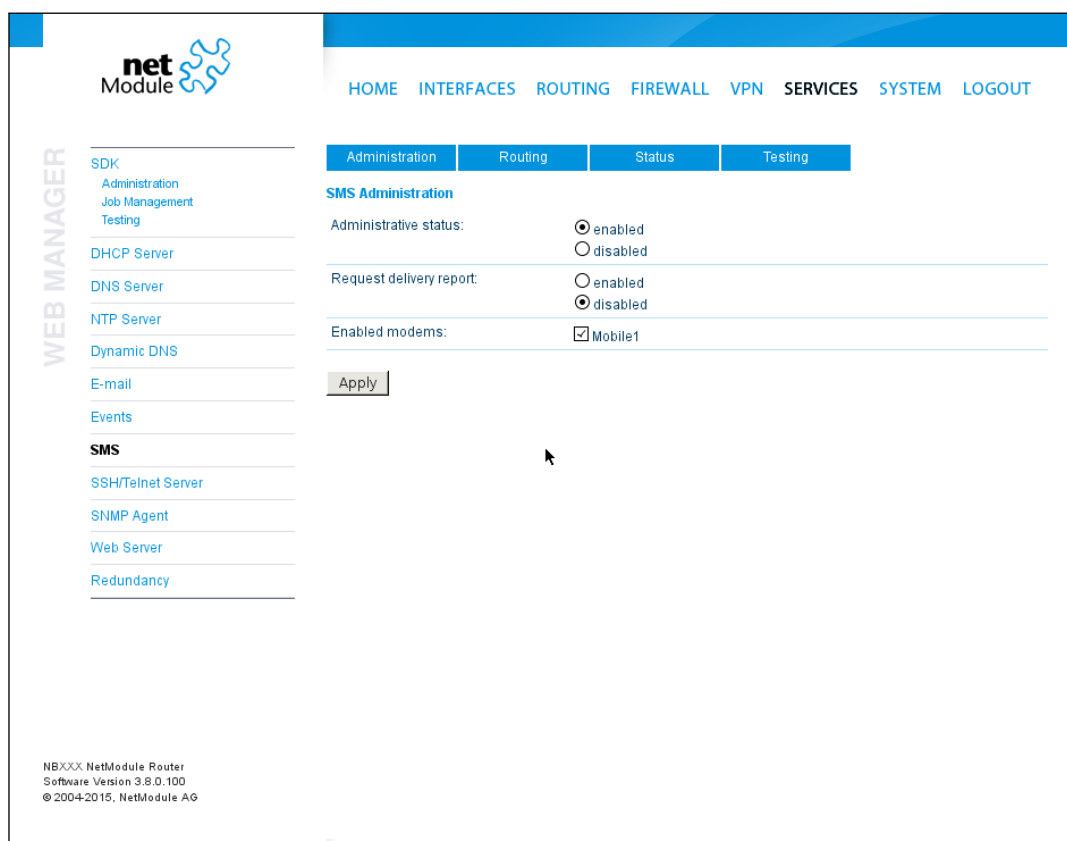 net
Module
HOME INTERFACES ROUTING FIREWALL VPN SERVICES SYSTEM LOGOUT
WEB MANAGER
SDK
Administration
Job Management
Testing
DHCP Server
DNS Server
NTP Server
Dynamic DNS
E-mail
Events
SMS
SSH/Telnet Server
SNMP Agent
Web Server
Redundancy
Administration Routing Status Testing
SMS Administration
Administrative status:
enabled
disabled
Request delivery report:
enabled
disabled
Enabled modems:
Mobile1
Apply
NBXXX NetModule Router
Software Version 3.8.0.100
© 2004-2015, NetModule AG